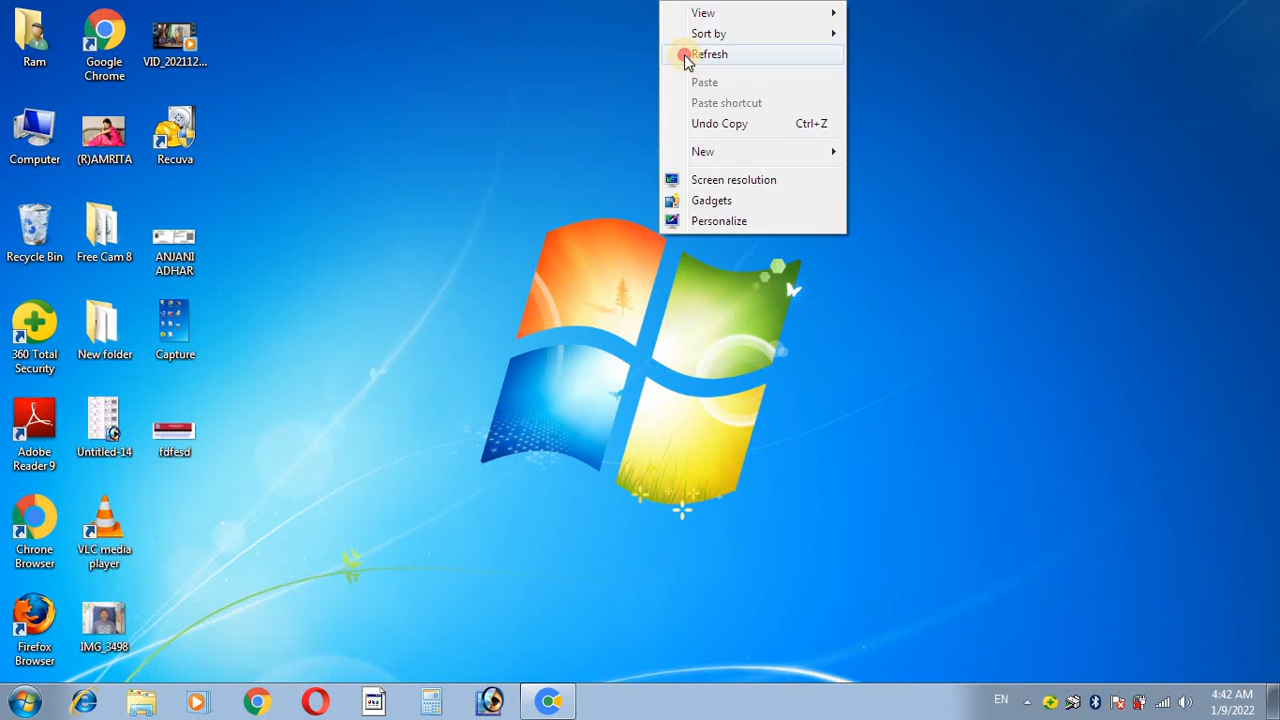 Ram
Google
Chrome
VID_202112...
Computer
(R)AMRITA
Recuva
Recycle Bin
Free Cam 8
ANJANI
ADHAR
360 Total
Security
New folder
Capture
Adobe
Reader 9
Untitled-14
fdfesd
Chrome
Browser
VLC media
player
Firefox
Browser
IMG_3498
View
Sort by
Refresh
Paste
Paste shortcut
Undo Copy Ctrl+Z
New
Screen resolution
Gadgets
Personalize
EN
4:42 AM
1/9/2022